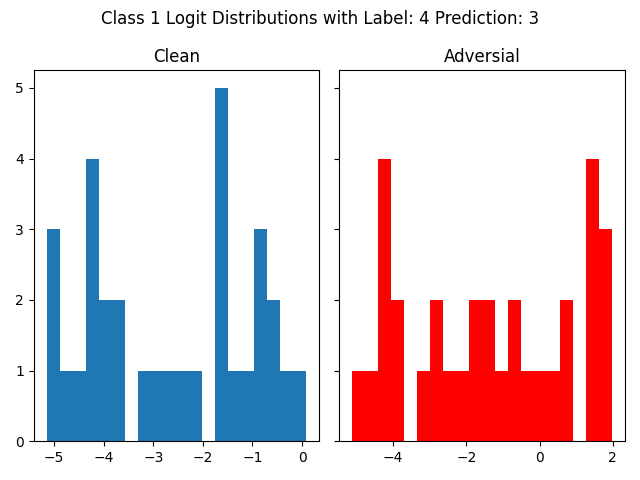 Class 1 Logit Distributions with Label: 4 Prediction: 3
Clean
Adversial
5
4
3
2
1
0
−5 −4 −3 −2 −1 0
−4 −2 0 2